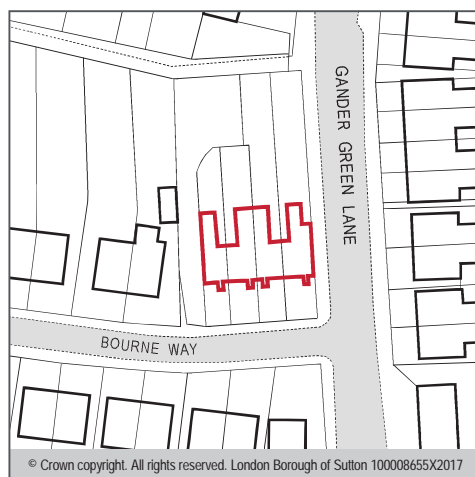 GANDER GREEN LANE
BOURNE WAY
© Crown copyright. All rights reserved. London Borough of Sutton 100008655X2017